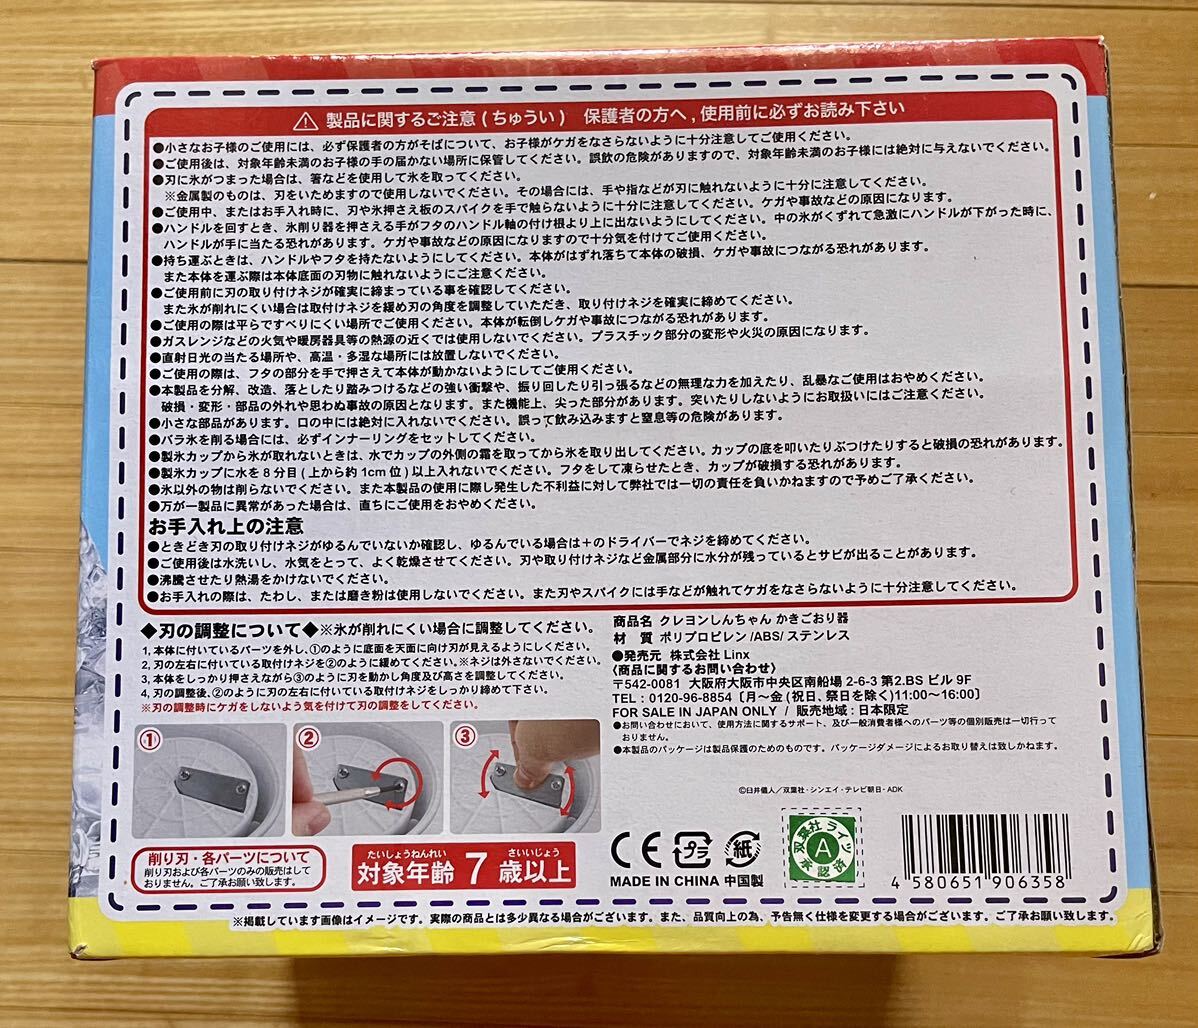 ⚠ 製品に関するご注意(ちゅうい) 保護者の方へ,使用前に必ずお読み下さい
●小さなお子様のご使用には、必ず保護者の方がそばについて、お子様がケガをなさらないように十分注意してご使用ください。
●ご使用後は、対象年齢未満のお子様の手の届かない場所に保管してください。誤飲の危険がありますので、対象年齢未満のお子様には絶対に与えないでください。
●刃に氷がつまった場合は、箸などを使用して氷を取ってください。
※金属製のものは、刃をいためますので使用しないでください。その場合には、手や指などが刃に触れないように十分に注意してください。
●ご使用中、またはお手入れ時に、刃や氷押さえ板のスパイクを手で触らないように十分に注意してください。ケガや事故などの原因になります。
●ハンドルを回すとき、氷削り器を押さえる手がフタのハンドル軸の付け根より上に出ないようにしてください。中の氷がくずれて急激にハンドルが下がった時に、
ハンドルが手に当たる恐れがあります。ケガや事故などの原因になりますので十分気を付けてご使用ください。
●持ち運ぶときは、ハンドルやフタを持たないようにしてください。本体がはずれ落ちて本体の破損、ケガや事故につながる恐れがあります。
また本体を運ぶ際は本体底面の刃物に触れないようにご注意ください。
●ご使用前に刃の取り付けネジが確実に締まっている事を確認してください。
また氷が削れにくい場合は取付けネジを緩め刃の角度を調整していただき、取り付けネジを確実に締めてください。
●ご使用の際は平らですべりにくい場所でご使用ください。本体が転倒しケガや事故につながる恐れがあります。
●ガスレンジなどの火気や暖房器具等の熱源の近くでは使用しないでください。プラスチック部分の変形や火災の原因になります。
●直射日光の当たる場所や、高温・多湿な場所には放置しないでください。
●ご使用の際は、フタの部分を手で押さえて本体が動かないようにしてご使用ください。
●本製品を分解、改造、落としたり踏みつけるなどの強い衝撃や、振り回したり引っ張るなどの無理な力を加えたり、乱暴なご使用はおやめください。
破損・変形・部品の外れや思わぬ事故の原因となります。また機能上、尖った部分があります。突いたりしないようにお取扱いにはご注意ください。
●小さな部品があります。口の中には絶対に入れないでください。誤って飲み込みますと窒息等の危険があります。
●バラ氷を削る場合には、必ずインナーリングをセットしてください。
●製氷カップから氷が取れないときは、水でカップの外側の霜を取ってから氷を取り出してください。カップの底を叩いたりぶつけたりすると破損の恐れがあります。
●製氷カップに水を8分目(上から約1cm位)以上入れないでください。フタをして凍らせたとき、カップが破損する恐れがあります。
●氷以外の物は削らないでください。また本製品の使用に際し発生した不利益に対して弊社では一切の責任を負いかねますので予めご了承ください。
●万が一製品に異常があった場合は、直ちにご使用をおやめください。
お手入れ上の注意
●ときどき刃の取り付けネジがゆるんでいないか確認し、ゆるんでいる場合は+のドライバーでネジを締めてください。
●ご使用後は水洗いし、水気をとって、よく乾燥させてください。刃や取り付けネジなど金属部分に水分が残っているとサビが出ることがあります。
●沸騰させたり熱湯をかけないでください。
●お手入れの際は、たわし、または磨き粉は使用しないでください。また刃やスパイクには手などが触れてケガをなさらないように十分注意してください。
◆刃の調整について◆※氷が削れにくい場合に調整してください。
1, 本体に付いているパーツを外し、①のように底面を天面に向け刃が見えるようにしください。
2, 刃の左右に付いている取付けネジを②のように緩めてください。※ネジは外さないでください。
3, 本体をしっかり押さえながら③のように刃を動かし角度及び高さを調整してください。
4, 刃の調整後、②のように刃の左右に付いている取付けネジをしっかり締めて下さい。
※刃の調整時にケガをしないよう気を付けて刃の調整をしてください。
① ② ③
商品名 クレヨンしんちゃん かきごおり器
材 質 ポリプロピレン/ABS/ステンレス
●発売元 株式会社 Linx
〈商品に関するお問い合わせ〉
〒542-0081 大阪府大阪市中央区南船場 2-6-3 第2.BS ビル 9F
TEL:0120-96-8854〔月〜金(祝日、祭日を除く)11:00〜16:00〕
FOR SALE IN JAPAN ONLY / 販売地域:日本限定
●お問い合わせにおいて、使用方法に関するサポート、及び一般消費者様へのパーツ等の個別販売は一切行って
おりません。
●本製品のパッケージは製品保護のためのものです。パッケージダメージによるお取り替えは致しかねます。
©臼井儀人/双葉社・シンエイ・テレビ朝日・ADK
削り刃・各パーツについて
削り刃および各パーツのみの販売はして
おりません。ご了承お願い致します。
たいしょうねんれい さいいじょう
対象年齢 7 歳以上
CE プラ 紙
MADE IN CHINA 中国製
双葉社ライツ
A
承認済
4 580651 906358
※掲載しています画像はイメージです。実際の商品とは多少異なる場合がございます。また、品質向上の為、予告無く仕様を変更する場合がございます。ご了承お願い致します。